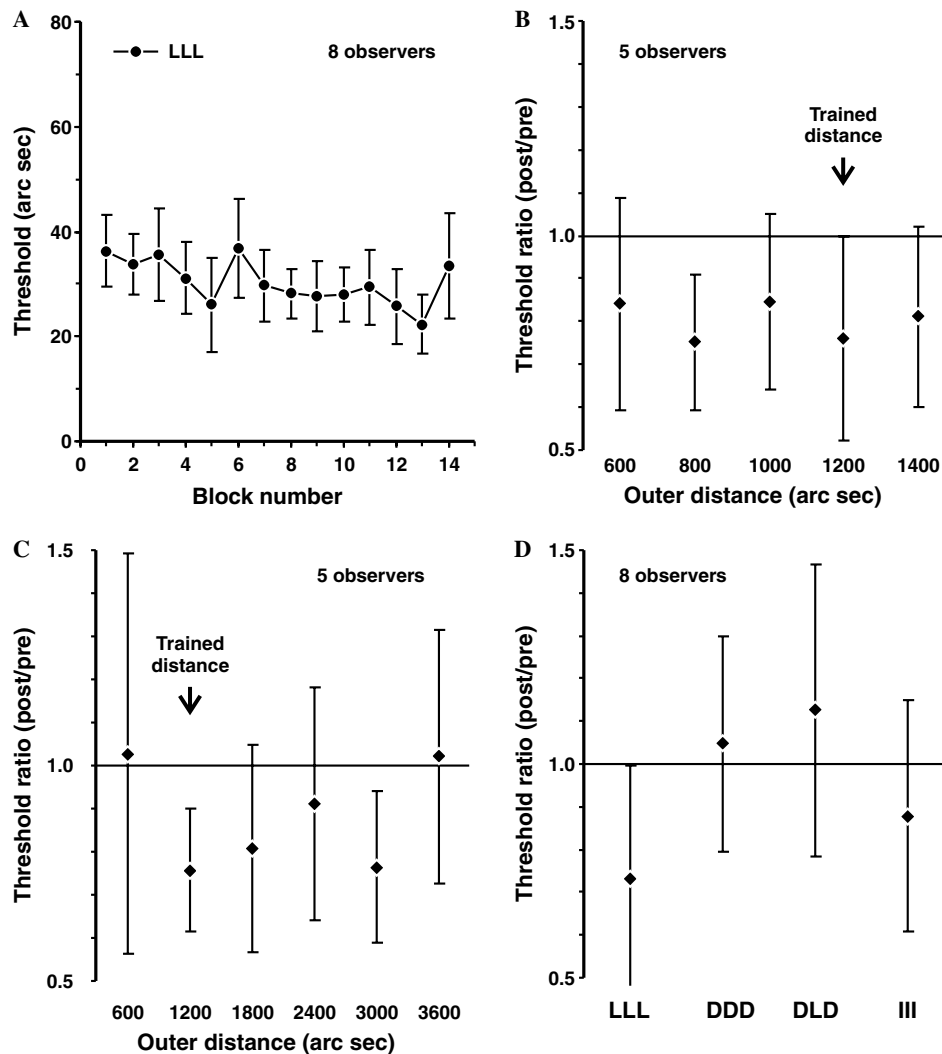 A
80
60
40
20
0
Threshold (arc sec)
LLL
8 observers
0 2 4 6 8 10 12 14
Block number
B
1.5
1.0
0.5
Threshold ratio (post/pre)
5 observers
Trained
distance
600 800 1000 1200 1400
Outer distance (arc sec)
C
1.5
1.0
0.5
Threshold ratio (post/pre)
5 observers
Trained
distance
600 1200 1800 2400 3000 3600
Outer distance (arc sec)
D
1.5
1.0
0.5
Threshold ratio (post/pre)
8 observers
LLL DDD DLD III